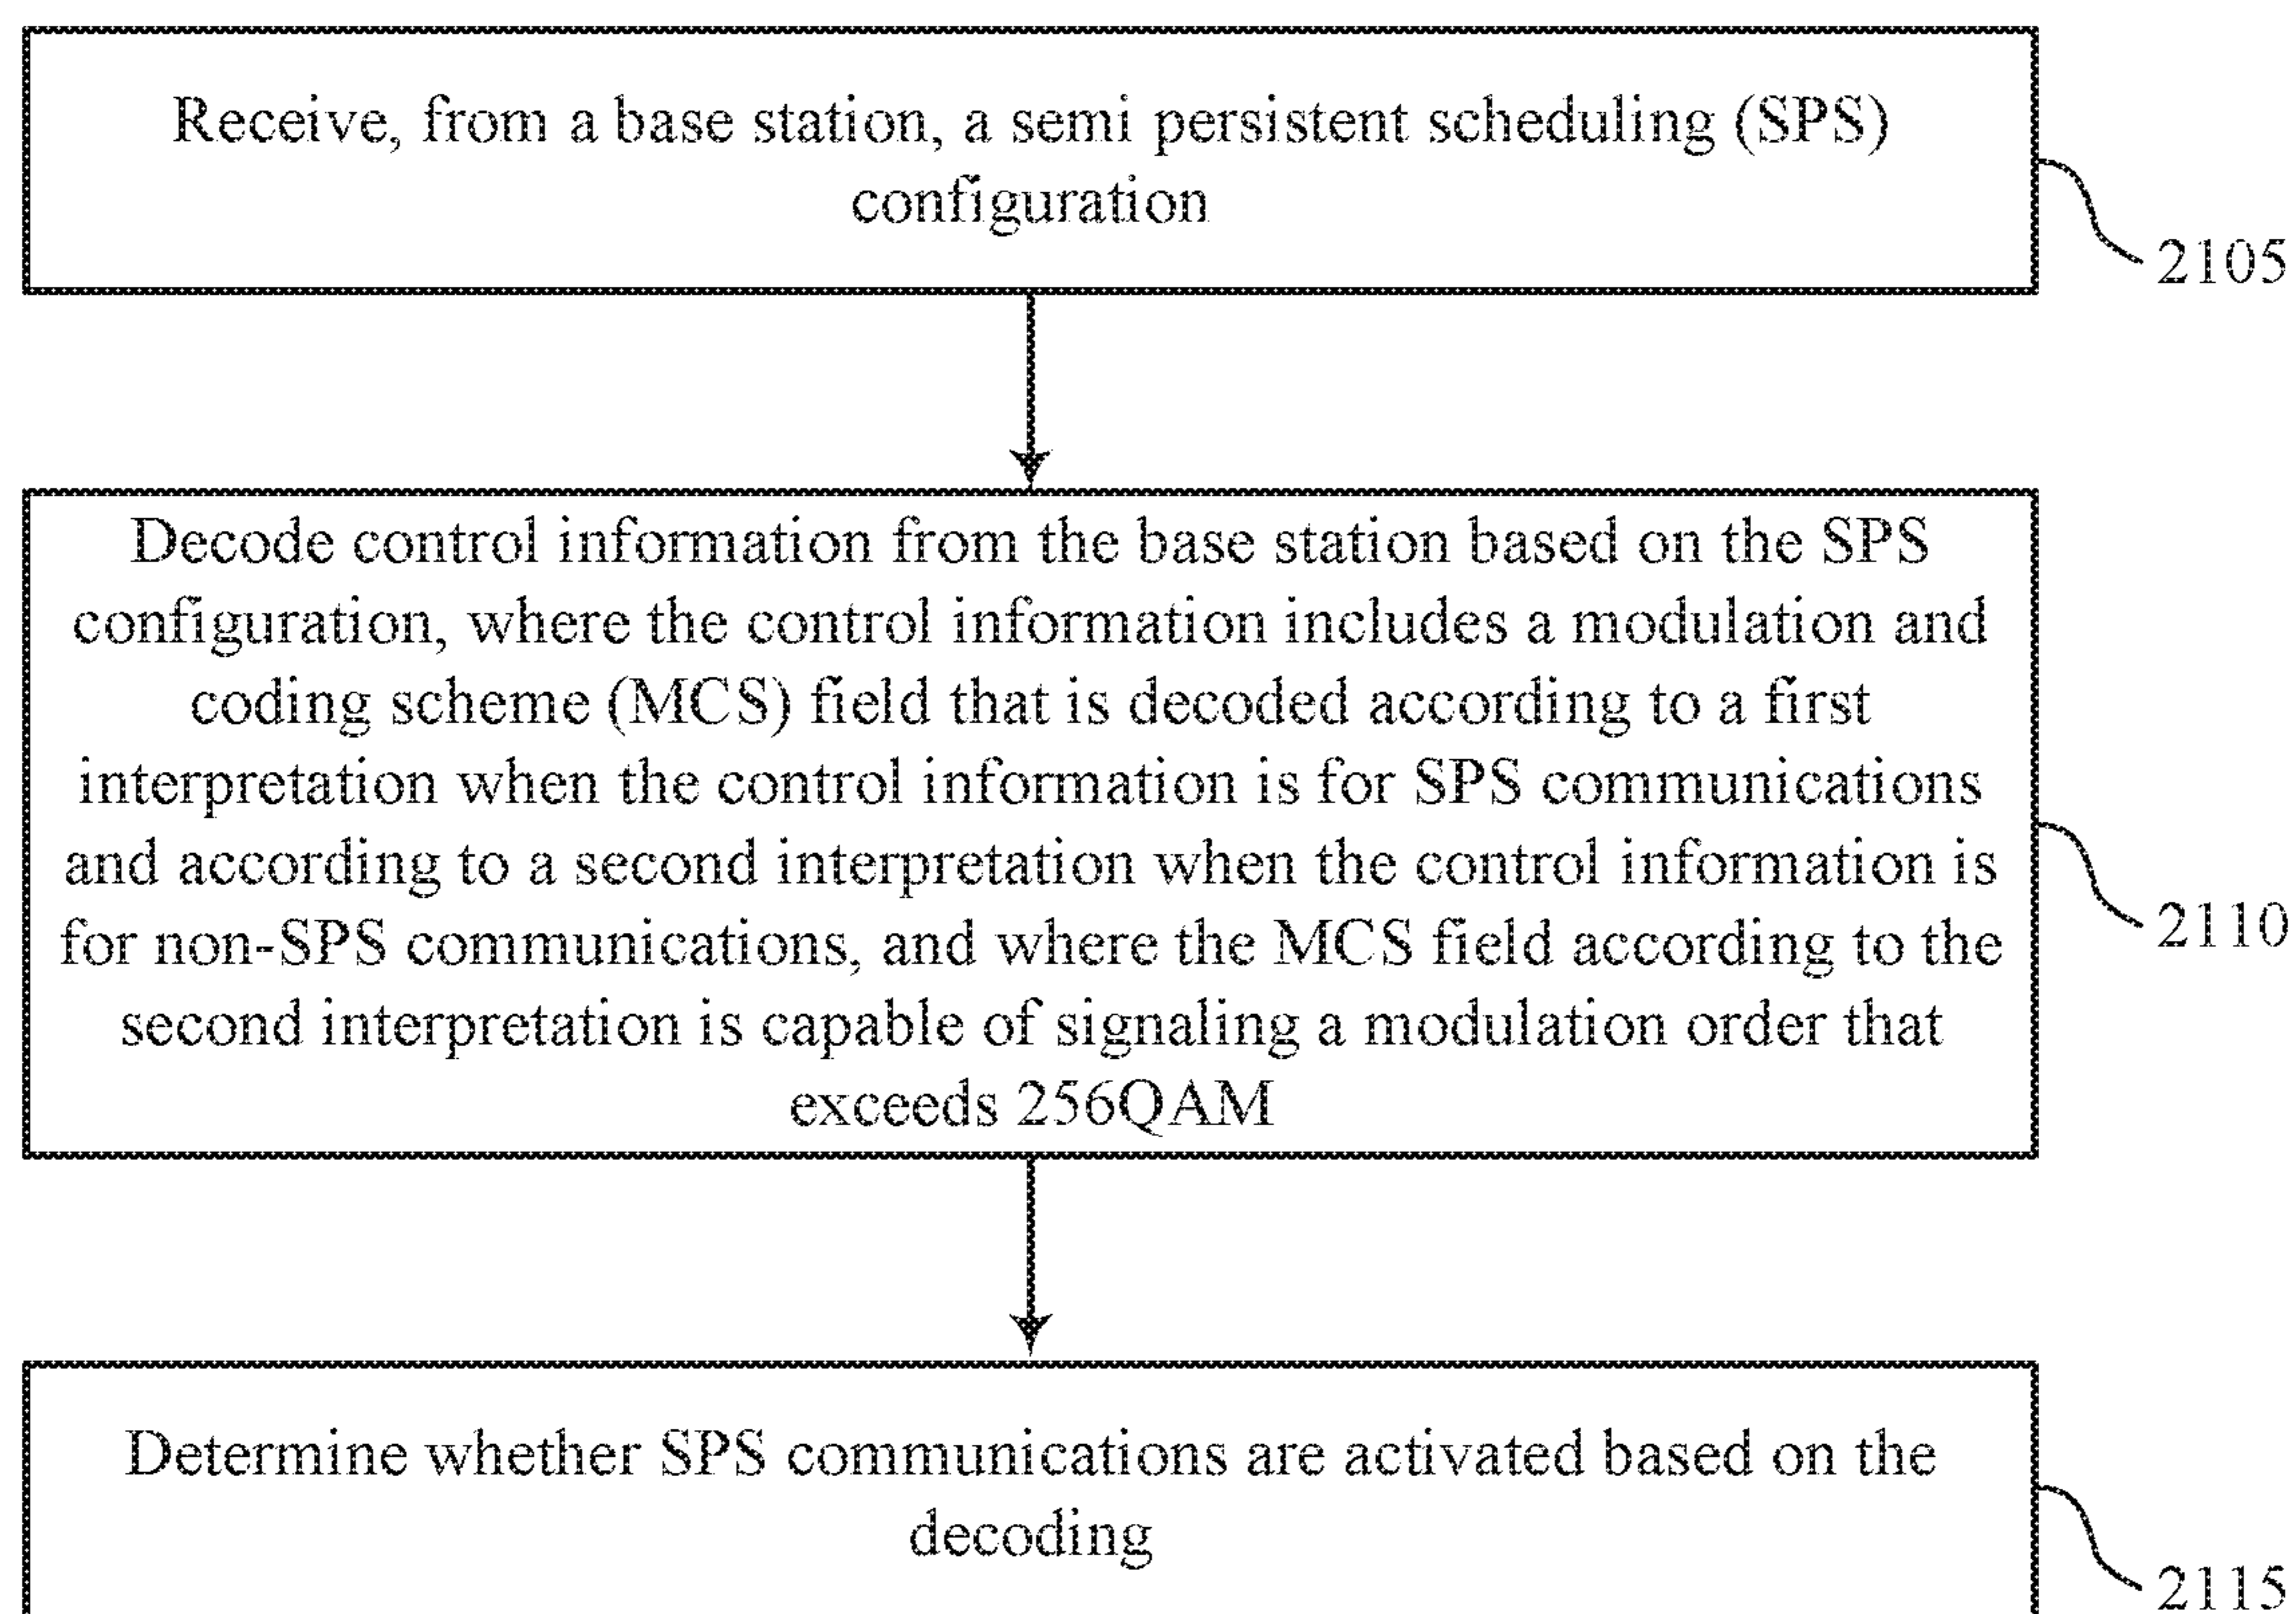 Receive, from a base station, a semi persistent scheduling (SPS)
configuration
2105
Decode control information from the base station based on the SPS
configuration, where the control information includes a modulation and
coding scheme (MCS) field that is decoded according to a first
interpretation when the control information is for SPS communications
and according to a second interpretation when the control information is
for non-SPS communications, and where the MCS field according to the
second interpretation is capable of signaling a modulation order that
exceeds 256QAM
2110
Determine whether SPS communications are activated based on the
decoding
2115